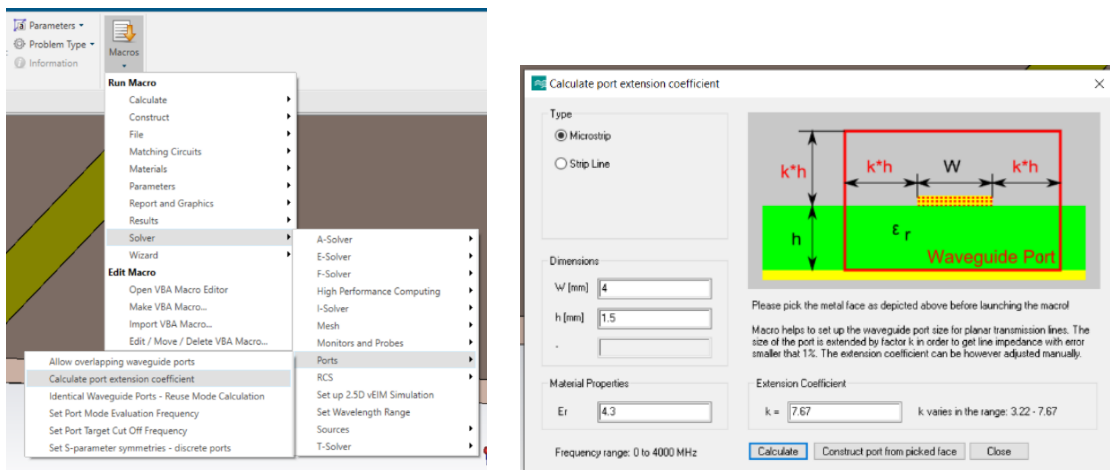 Parameters
Problem Type
Information
Macros
Run Macro
Calculate
Construct
File
Matching Circuits
Materials
Parameters
Report and Graphics
Results
Solver
Wizard
Edit Macro
Open VBA Macro Editor
Make VBA Macro...
Import VBA Macro...
Edit / Move / Delete VBA Macro...
A-Solver
E-Solver
F-Solver
High Performance Computing
I-Solver
Mesh
Monitors and Probes
Ports
RCS
Set up 2.5D vEIM Simulation
Set Wavelength Range
Sources
T-Solver
Allow overlapping waveguide ports
Calculate port extension coefficient
Identical Waveguide Ports - Reuse Mode Calculation
Set Port Mode Evaluation Frequency
Set Port Target Cut Off Frequency
Set S-parameter symmetries - discrete ports
Calculate port extension coefficient
Type
Microstrip
Strip Line
Dimensions
W [mm] 4
h [mm] 1.5
-
Material Properties
Er 4.3
Frequency range: 0 to 4000 MHz
k*h
k*h W k*h
h
ε r
Waveguide Port
Please pick the metal face as depicted above before launching the macro!
Macro helps to set up the waveguide port size for planar transmission lines. The
size of the port is extended by factor k in order to get line impedance with error
smaller that 1%. The extension coefficient can be however adjusted manually.
Extension Coefficient
k = 7.67 k varies in the range: 3.22 - 7.67
Calculate Construct port from picked face Close